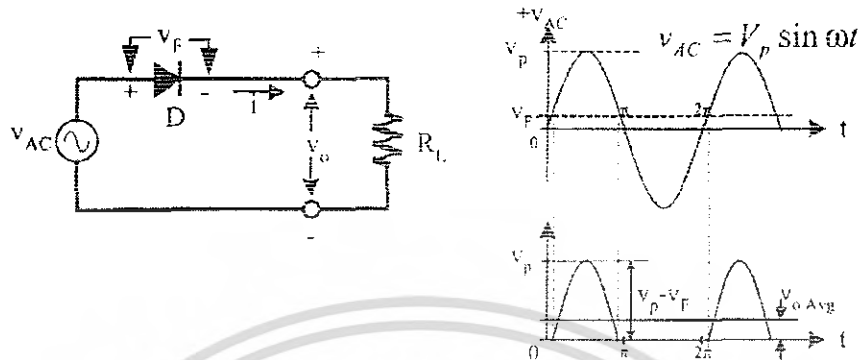 V_F
+ -
i
D
+
v_AC
v_o
R_L
-
+v_AC
v_AC = V_p sin ωt
V_p
V_F
π
2π
0
t
V_p
V_p-V_F
V_o Avg
0
π
2π
t